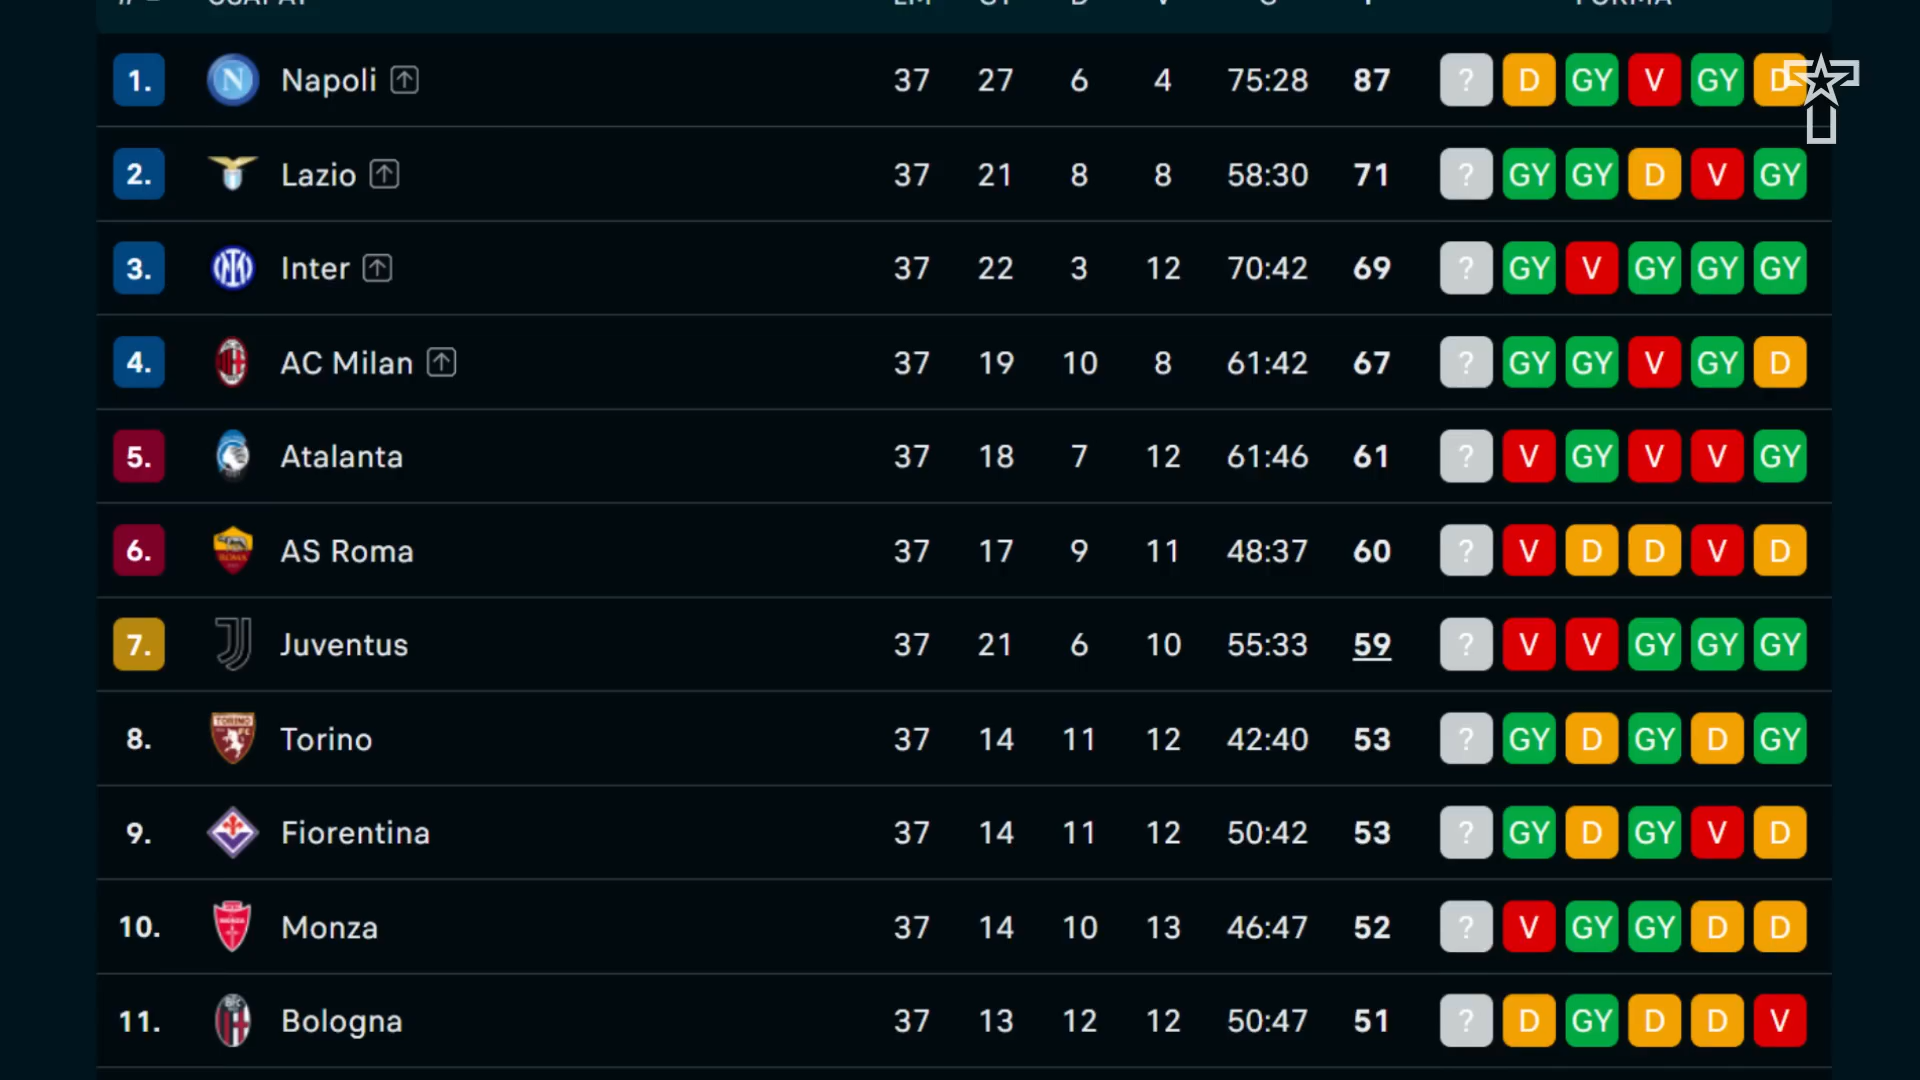 # CSAPAT LM GY D V G P FORMA
1. Napoli 37 27 6 4 75:28 87 ? D GY V GY D
2. Lazio 37 21 8 8 58:30 71 ? GY GY D V GY
3. Inter 37 22 3 12 70:42 69 ? GY V GY GY GY
4. AC Milan 37 19 10 8 61:42 67 ? GY GY V GY D
5. Atalanta 37 18 7 12 61:46 61 ? V GY V V GY
6. AS Roma 37 17 9 11 48:37 60 ? V D D V D
7. Juventus 37 21 6 10 55:33 59 ? V V GY GY GY
8. Torino 37 14 11 12 42:40 53 ? GY D GY D GY
9. Fiorentina 37 14 11 12 50:42 53 ? GY D GY V D
10. Monza 37 14 10 13 46:47 52 ? V GY GY D D
11. Bologna 37 13 12 12 50:47 51 ? D GY D D V